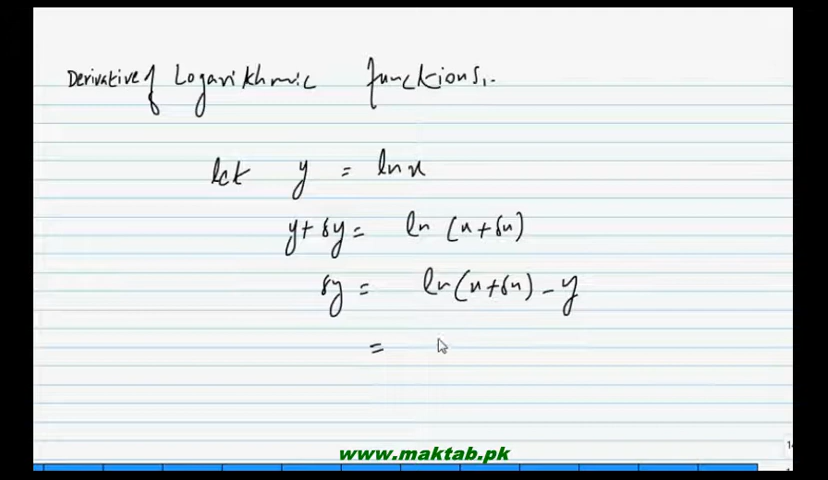 Derivative of Logarithmic functions.
let y = ln x
y + δy = ln (x + δx)
δy = ln (x + δx) - y
=
www.maktab.pk